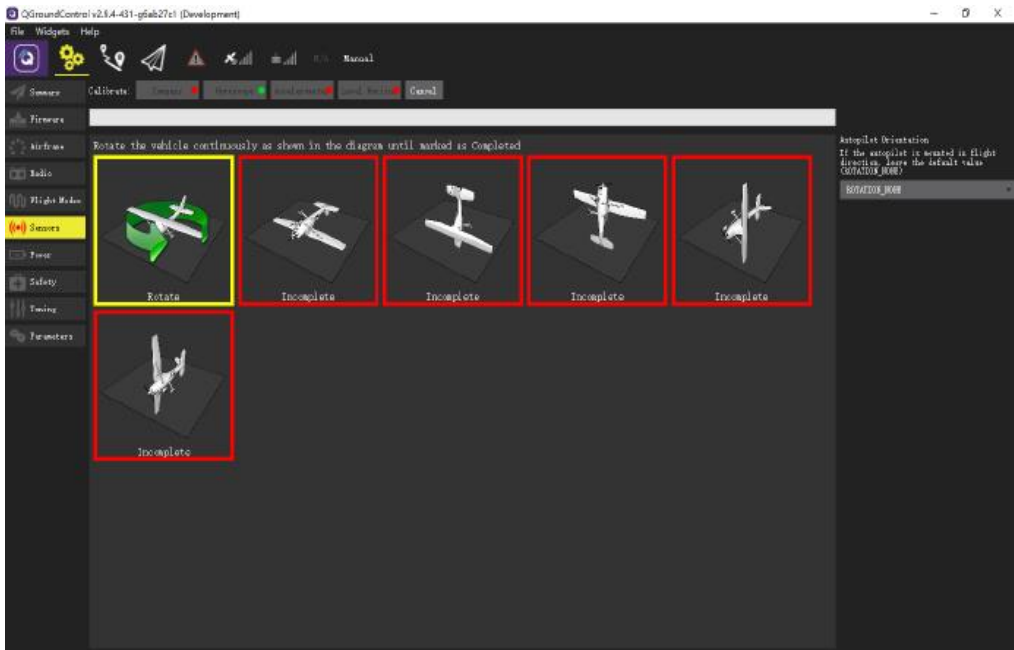 QGroundControl v2.9.4-431-g6ab27c1 (Development)
File Widgets Help
Manual
Summary
Calibrate: Compass Gyroscope Accelerometer Level Horizon Cancel
Firmware
Airframe
Radio
Flight Modes
Sensors
Power
Safety
Tuning
Parameters
Rotate the vehicle continuously as shown in the diagram until marked as Completed
Rotate
Incomplete
Incomplete
Incomplete
Incomplete
Incomplete
Autopilot Orientation
If the autopilot is mounted in flight
direction, leave the default value
(ROTATION_NONE)
ROTATION_NONE